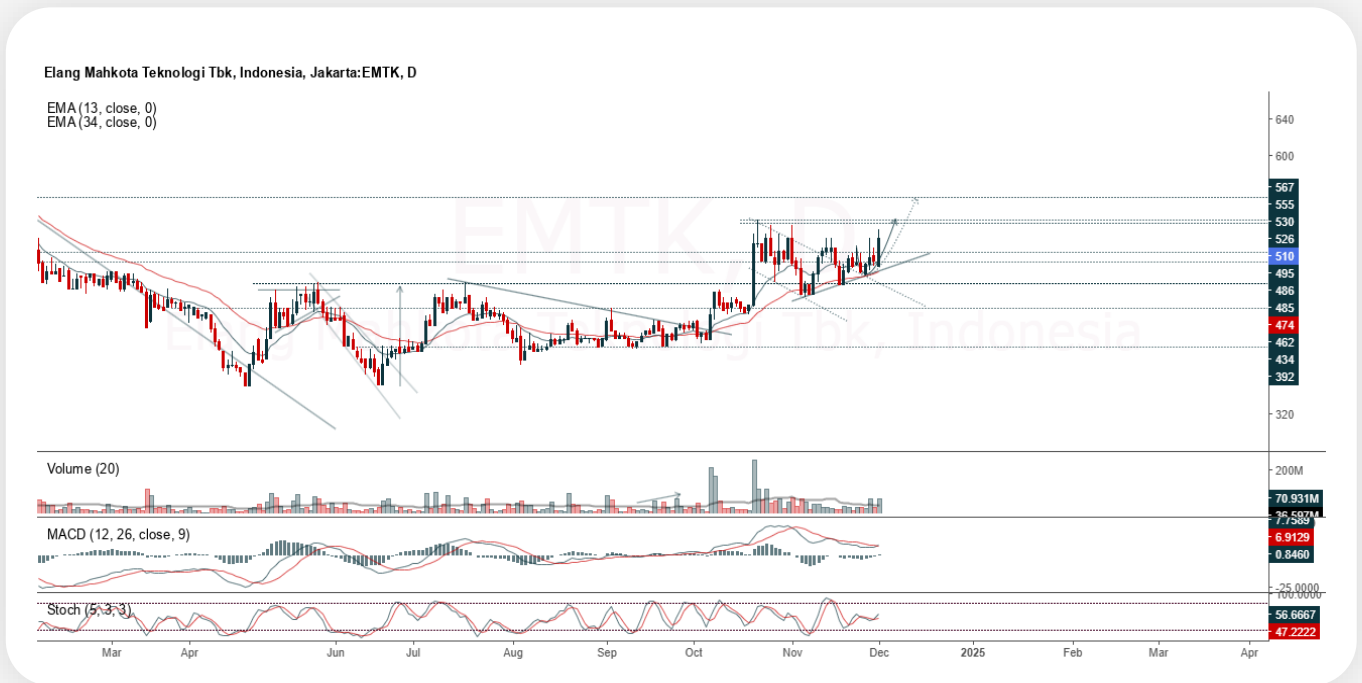 Elang Mahkota Teknologi Tbk, Indonesia, Jakarta:EMTK, D
EMA (13, close, 0)
EMA (34, close, 0)
EMTK, D
640
600
567
555
530
526
510
495
486
485
474
462
434
392
320
Volume (20)
200M
70.931M
36.597M
MACD (12, 26, close, 9)
7.7589
6.9129
0.8460
-25.0000
Stoch (5, 3, 3)
100.0000
56.6667
47.2222
Mar Apr Jun Jul Aug Sep Oct Nov Dec 2025 Feb Mar Apr